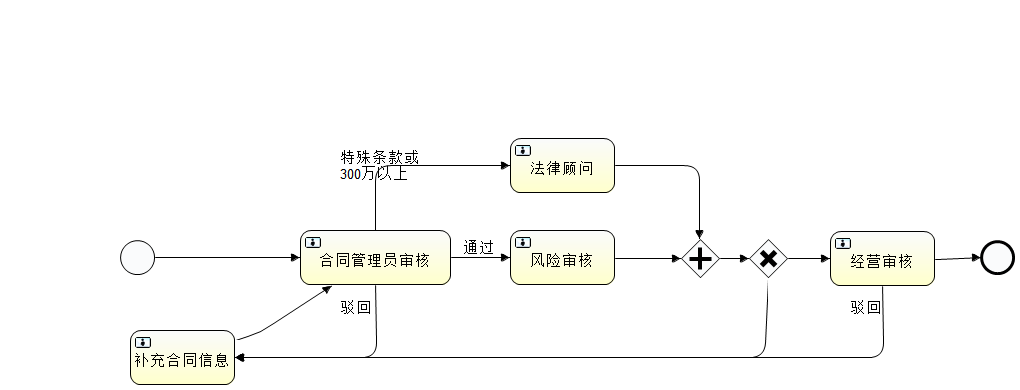 特殊条款或
300万以上
法律顾问
合同管理员审核
通过
风险审核
经营审核
驳回
驳回
补充合同信息